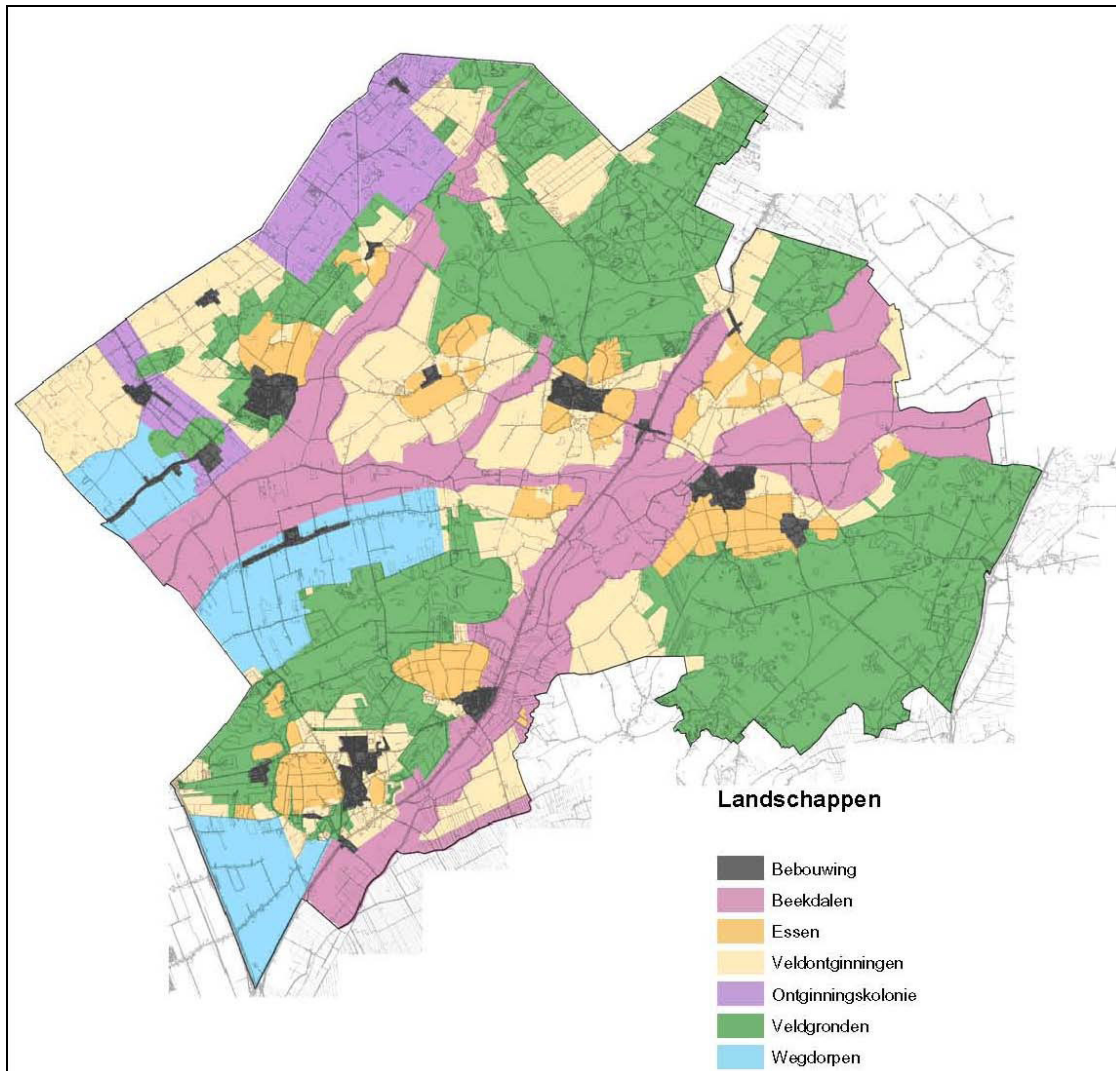 Landschappen
Bebouwing
Beekdalen
Essen
Veldontginningen
Ontginningskolonie
Veldgronden
Wegdorpen